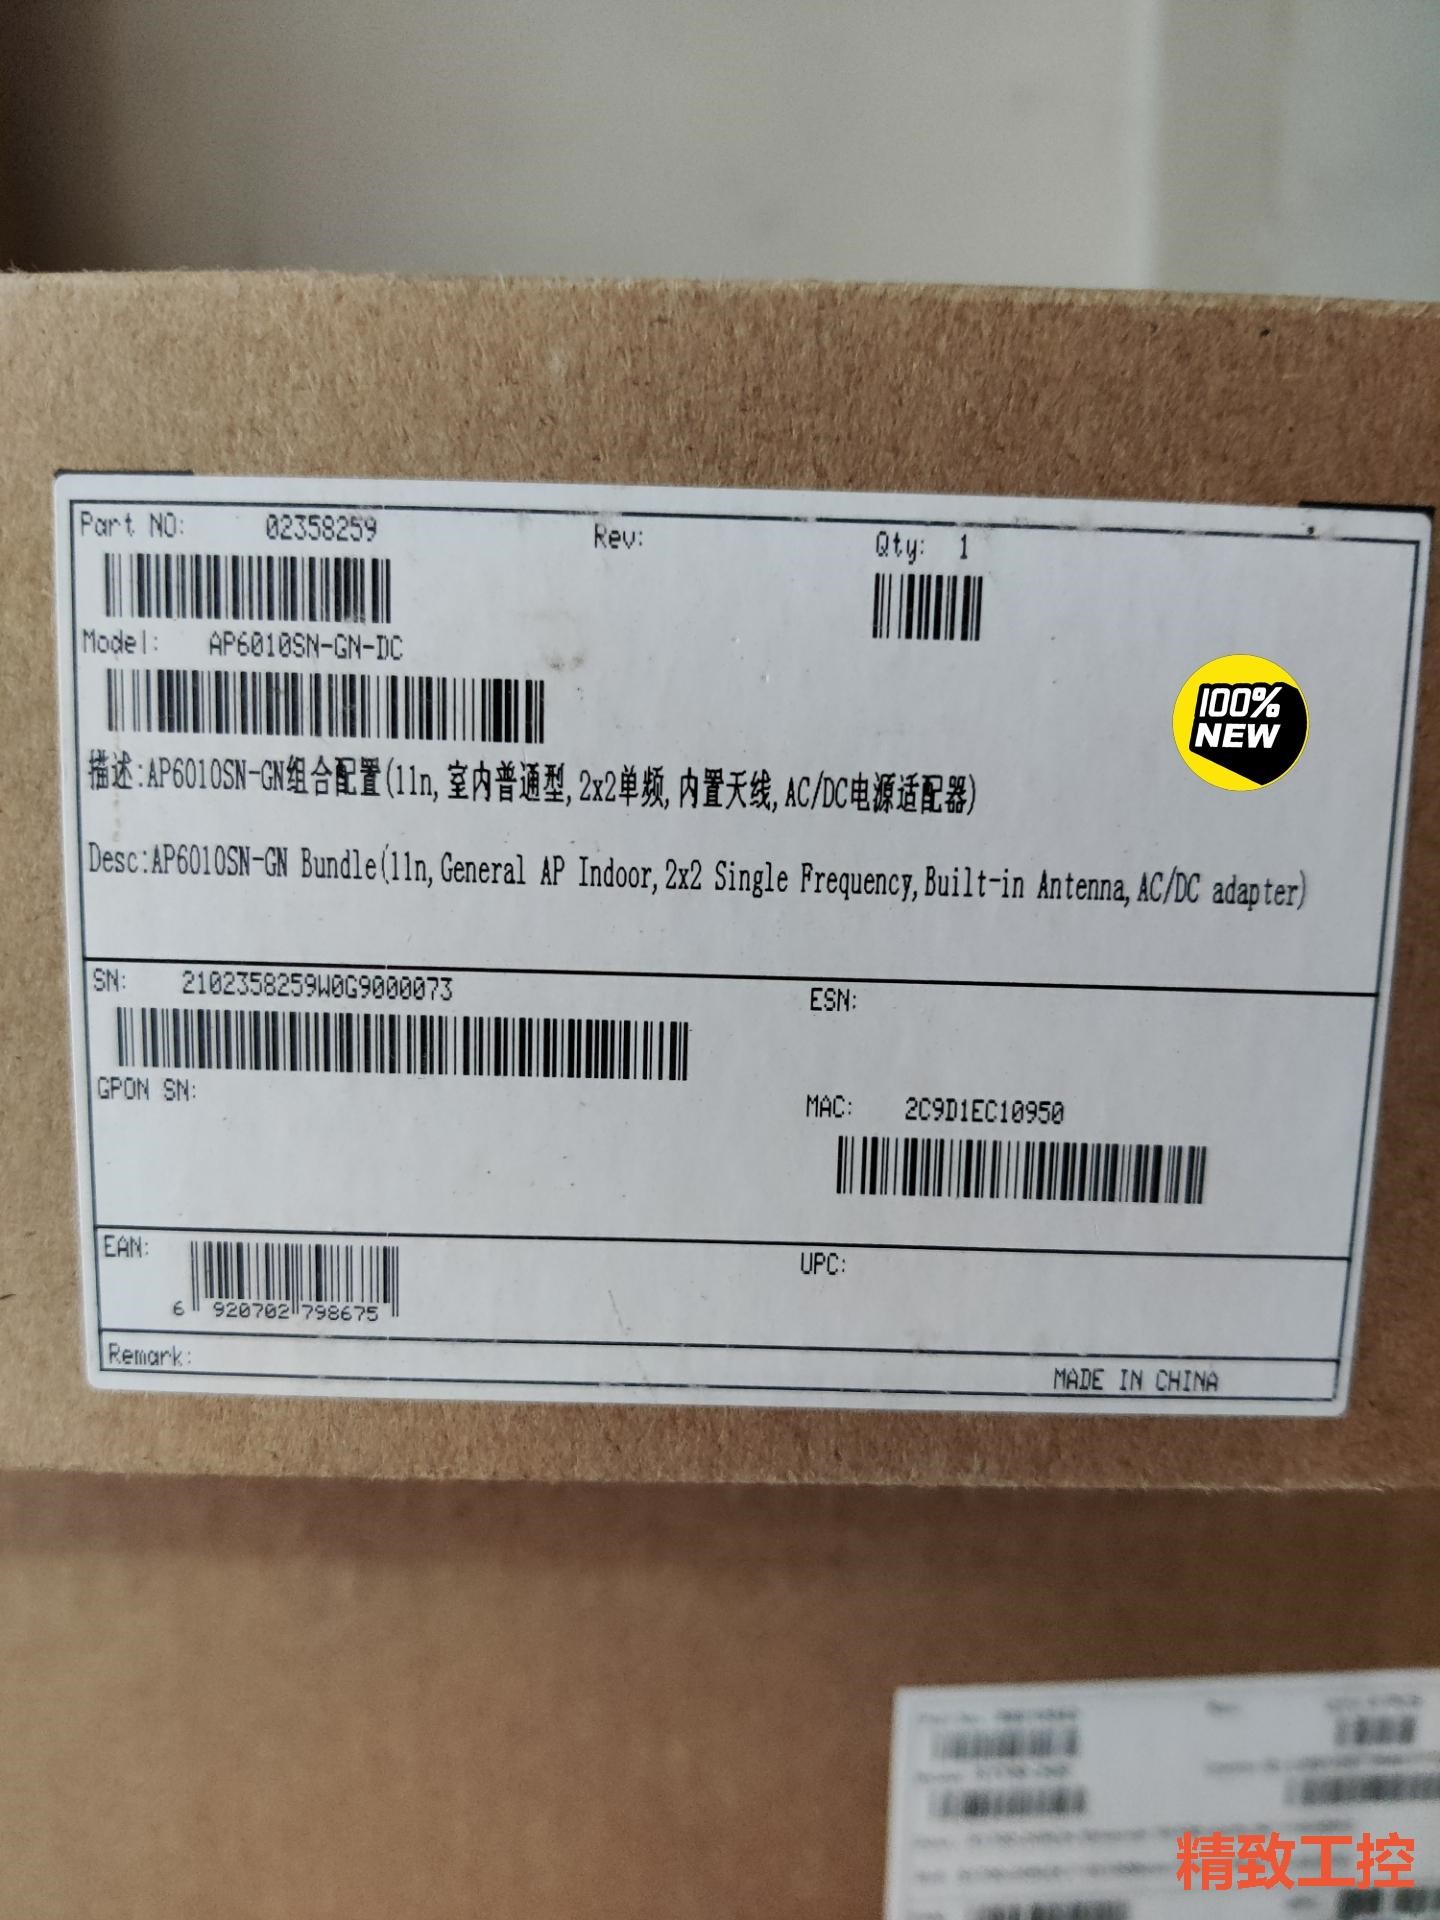 Part NO: 02358259 Rev: Qty: 1
Model: AP6010SN-GN-DC
100%
NEW
描述:AP6010SN-GN组合配置(11n,室内普通型,2x2单频,内置天线,AC/DC电源适配器)
Desc:AP6010SN-GN Bundle(11n,General AP Indoor,2x2 Single Frequency,Built-in Antenna,AC/DC adapter)
SN: 2102358259W0G9000073 ESN:
GPON SN:
MAC: 2C9D1EC10950
EAN: UPC:
6 920702 798675
Remark:
MADE IN CHINA
精致工控